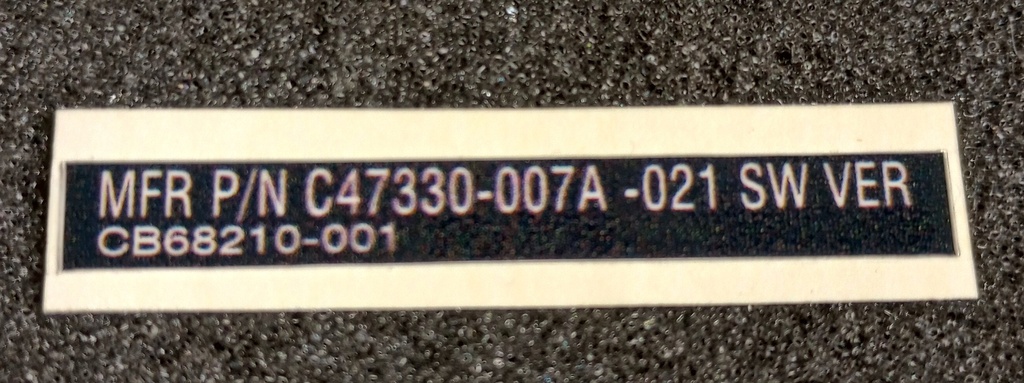 MFR P/N C47330-007A -021 SW VER
CB68210-001